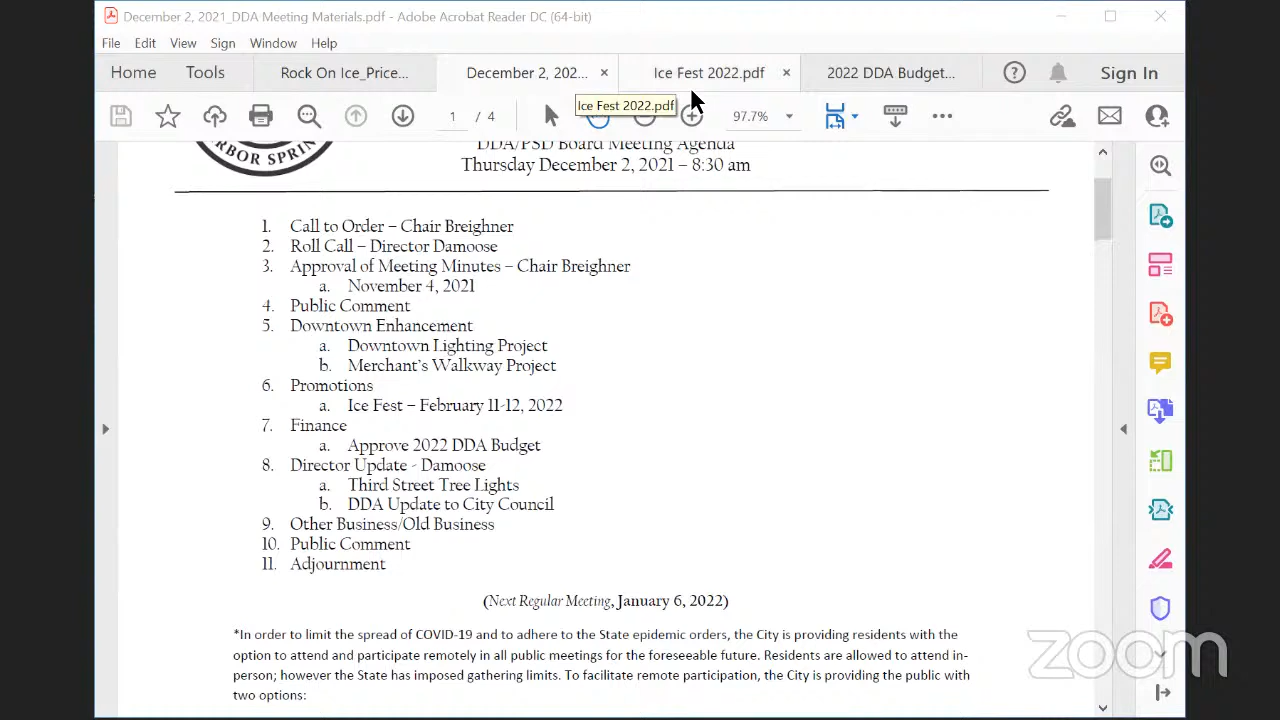 December 2, 2021_DDA Meeting Materials.pdf - Adobe Acrobat Reader DC (64-bit)
File Edit View Sign Window Help
Home Tools Rock On Ice_Price... December 2, 202... Ice Fest 2022.pdf 2022 DDA Budget... Sign In
Ice Fest 2022.pdf
1 / 4 97.7%
RBOR SPRIN
DDA/PSD Board Meeting Agenda
Thursday December 2, 2021 – 8:30 am
1. Call to Order – Chair Breighner
2. Roll Call – Director Damoose
3. Approval of Meeting Minutes – Chair Breighner
a. November 4, 2021
4. Public Comment
5. Downtown Enhancement
a. Downtown Lighting Project
b. Merchant's Walkway Project
6. Promotions
a. Ice Fest – February 11-12, 2022
7. Finance
a. Approve 2022 DDA Budget
8. Director Update - Damoose
a. Third Street Tree Lights
b. DDA Update to City Council
9. Other Business/Old Business
10. Public Comment
11. Adjournment
(Next Regular Meeting, January 6, 2022)
*In order to limit the spread of COVID-19 and to adhere to the State epidemic orders, the City is providing residents with the
option to attend and participate remotely in all public meetings for the foreseeable future. Residents are allowed to attend in-
person; however the State has imposed gathering limits. To facilitate remote participation, the City is providing the public with
two options:
zoom